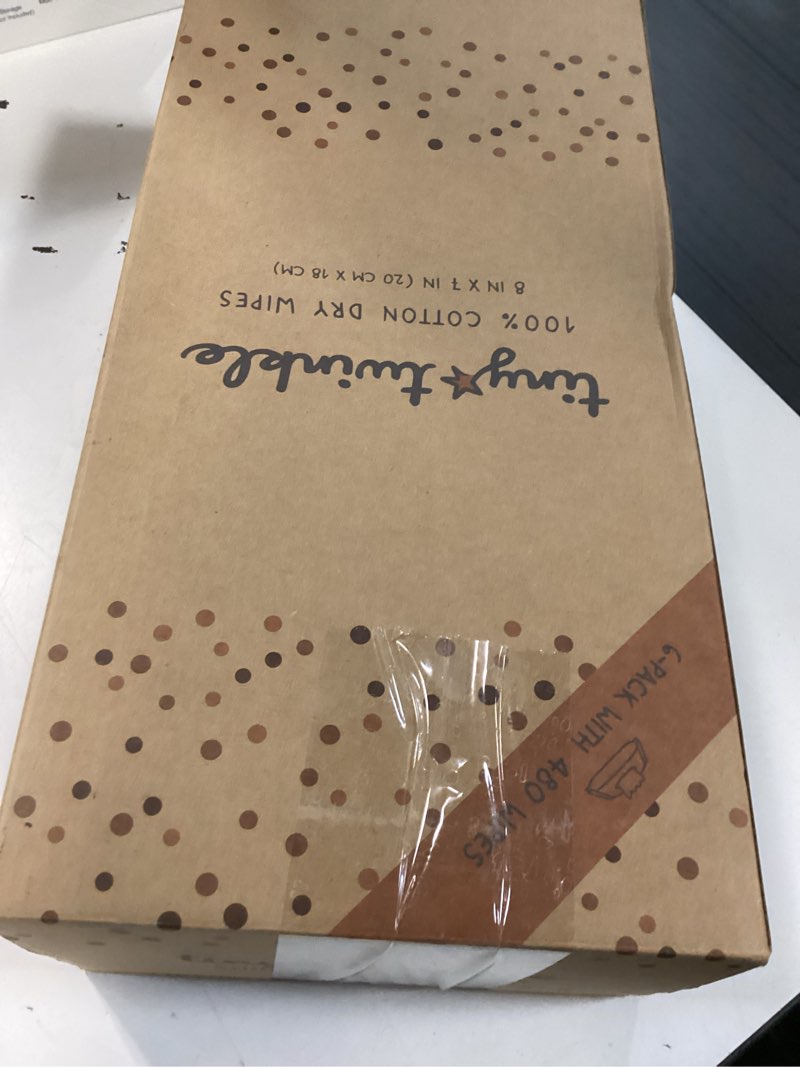 tiny twinkle
100% COTTON DRY WIPES
8 IN X 7 IN (20 CM X 18 CM)
6-PACK WITH 480 WIPES